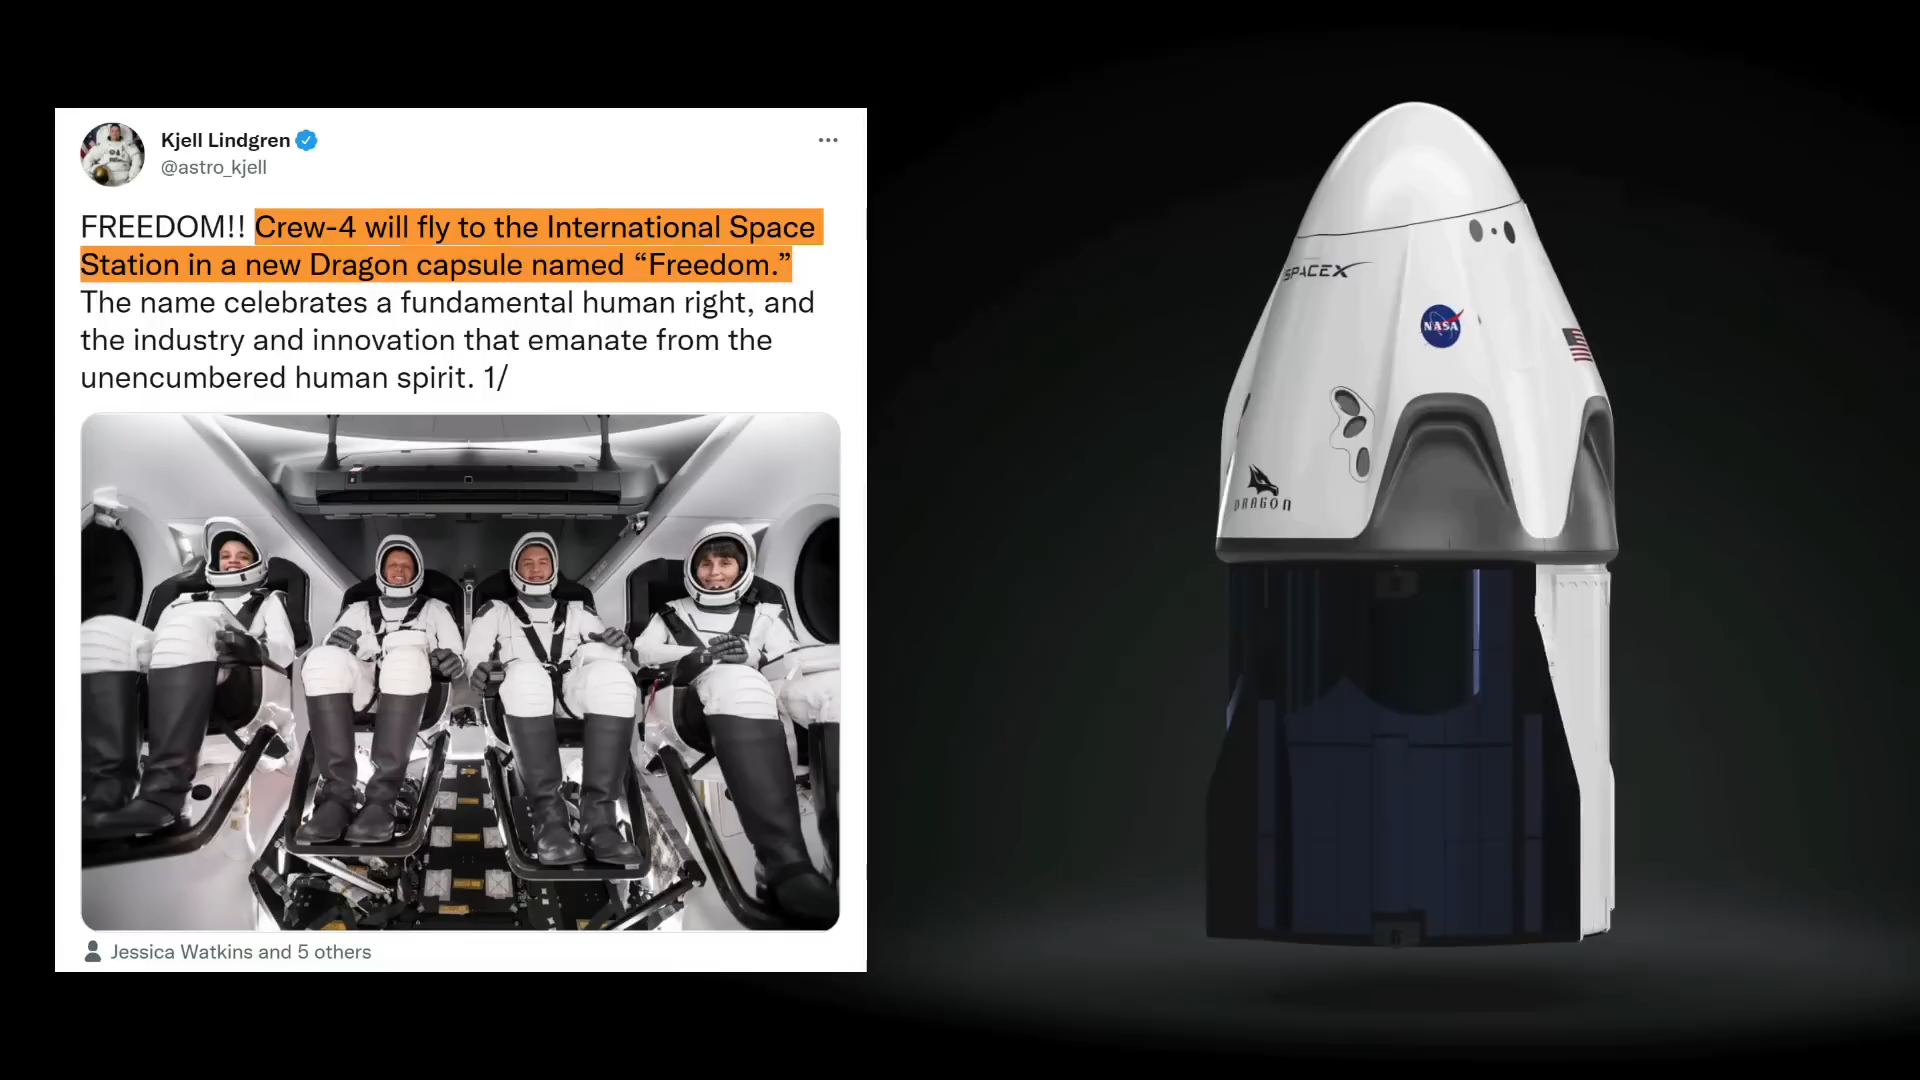 Kjell Lindgren
@astro_kjell
FREEDOM!! Crew-4 will fly to the International Space
Station in a new Dragon capsule named “Freedom.”
The name celebrates a fundamental human right, and
the industry and innovation that emanate from the
unencumbered human spirit. 1/
Jessica Watkins and 5 others
SPACEX
NASA
DRAGON